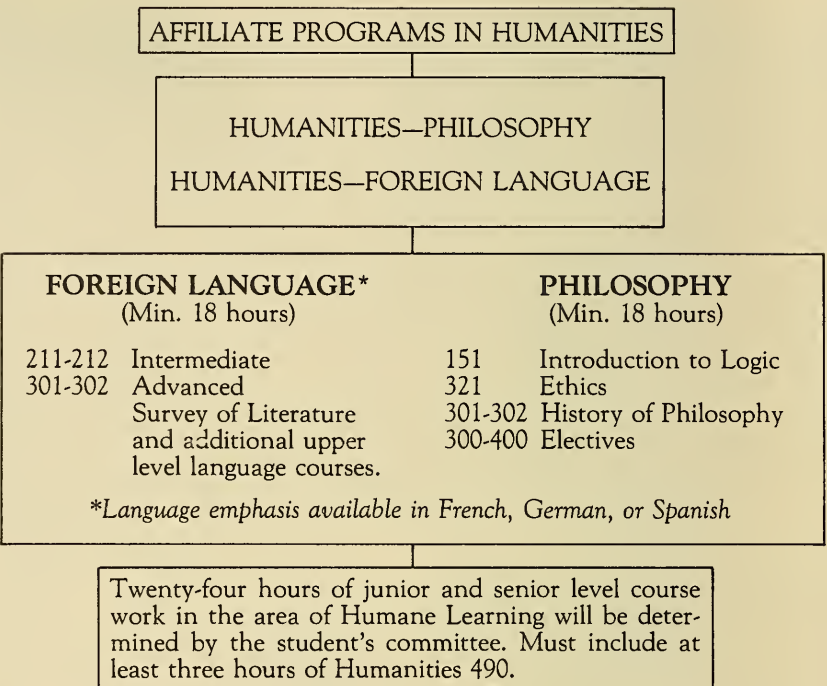 AFFILIATE PROGRAMS IN HUMANITIES
HUMANITIES—PHILOSOPHY
HUMANITIES—FOREIGN LANGUAGE
FOREIGN LANGUAGE*
(Min. 18 hours)
211-212 Intermediate
301-302 Advanced
Survey of Literature
and additional upper
level language courses.
PHILOSOPHY
(Min. 18 hours)
151 Introduction to Logic
321 Ethics
301-302 History of Philosophy
300-400 Electives
*Language emphasis available in French, German, or Spanish
Twenty-four hours of junior and senior level course
work in the area of Humane Learning will be deter-
mined by the student's committee. Must include at
least three hours of Humanities 490.